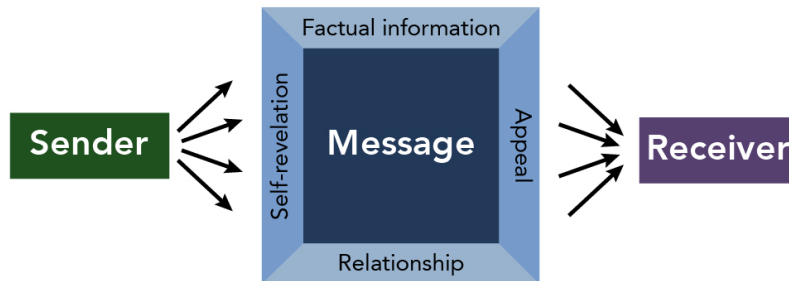 Factual information
Sender
Self-revelation
Message
Appeal
Receiver
Relationship